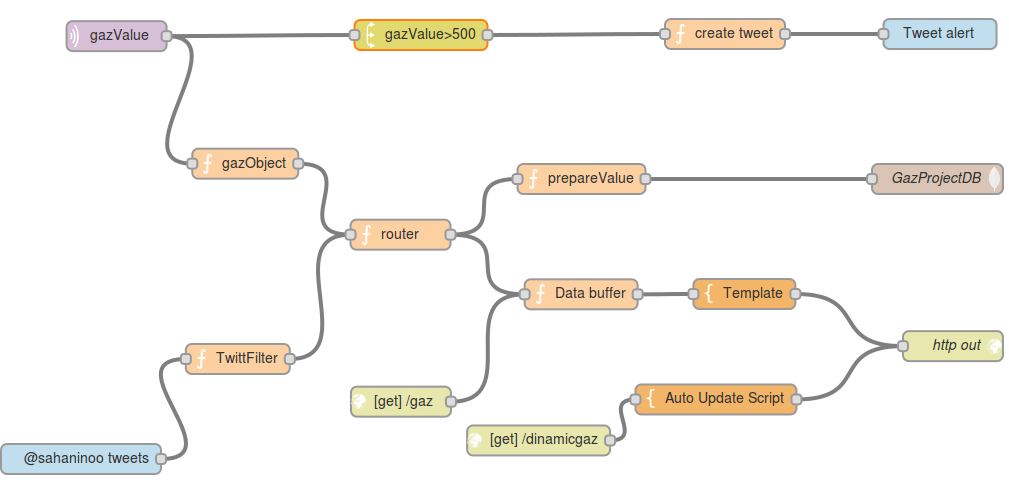 gazValue
gazValue>500
create tweet
Tweet alert
gazObject
prepareValue
GazProjectDB
router
Data buffer
Template
TwittFilter
http out
[get] /gaz
Auto Update Script
[get] /dinamicgaz
@sahaninoo tweets